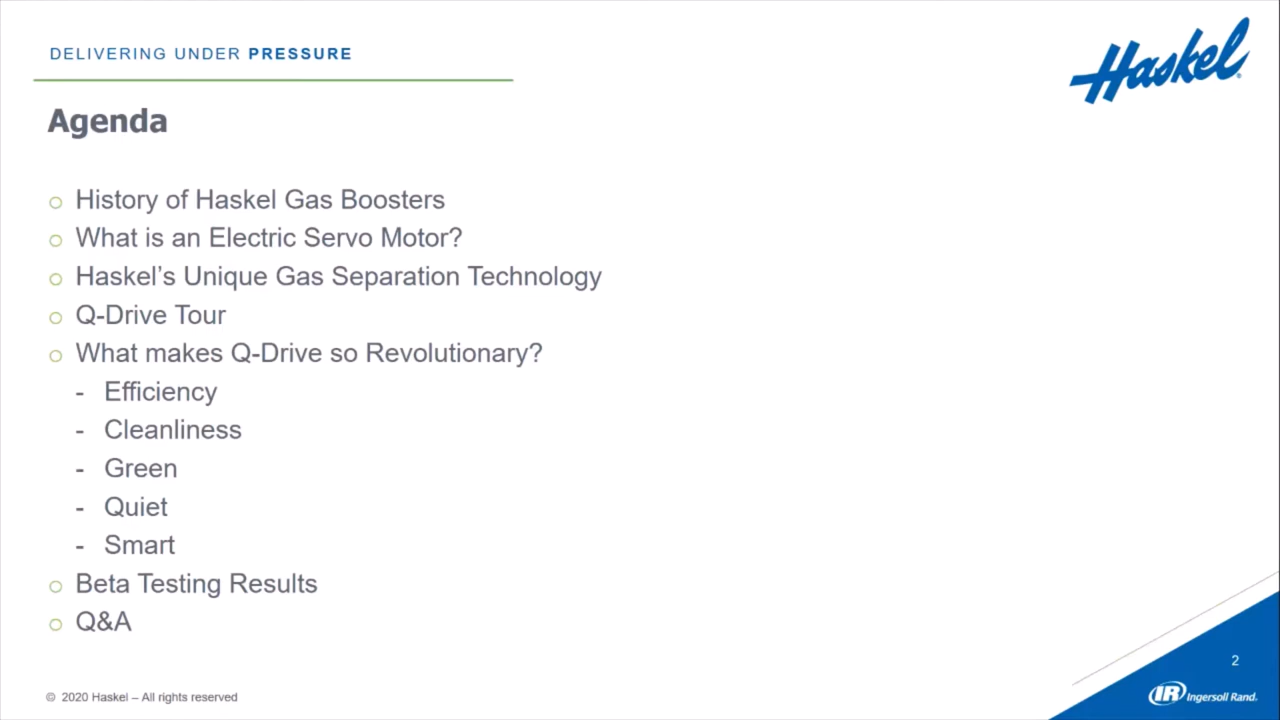 DELIVERING UNDER PRESSURE
Haskel
Agenda
History of Haskel Gas Boosters
What is an Electric Servo Motor?
Haskel’s Unique Gas Separation Technology
Q-Drive Tour
What makes Q-Drive so Revolutionary?
- Efficiency
- Cleanliness
- Green
- Quiet
- Smart
Beta Testing Results
Q&A
2
© 2020 Haskel – All rights reserved
IR Ingersoll Rand.